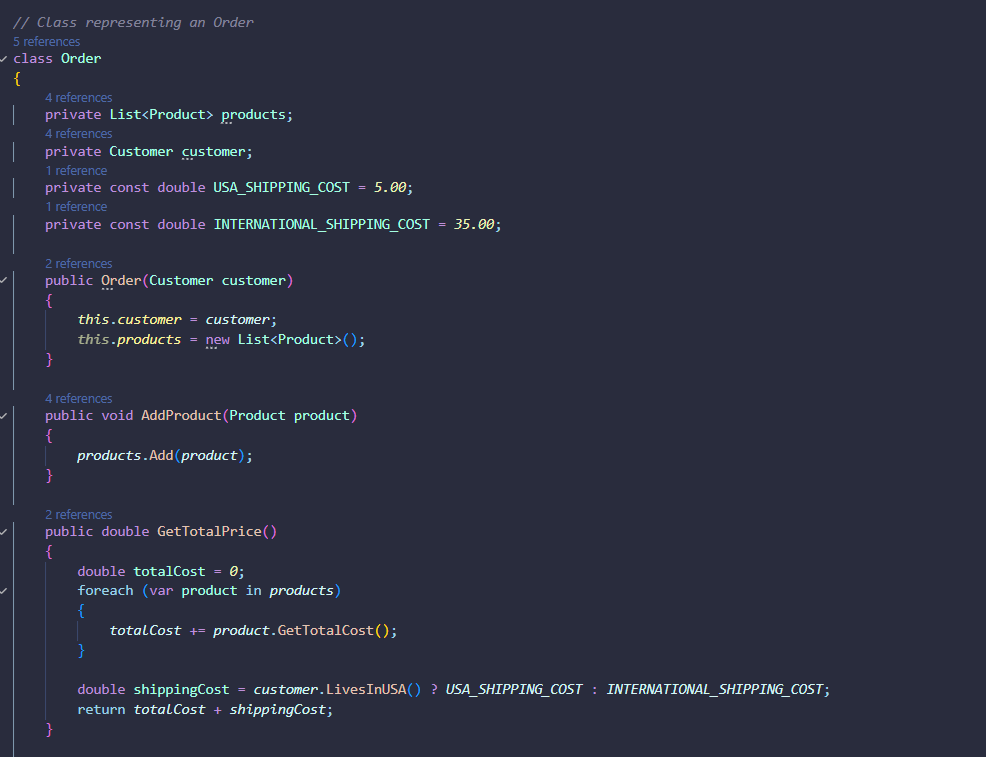 // Class representing an Order
5 references
class Order
{
4 references
private List<Product> products;
4 references
private Customer customer;
1 reference
private const double USA_SHIPPING_COST = 5.00;
1 reference
private const double INTERNATIONAL_SHIPPING_COST = 35.00;
2 references
public Order(Customer customer)
{
this.customer = customer;
this.products = new List<Product>();
}
4 references
public void AddProduct(Product product)
{
products.Add(product);
}
2 references
public double GetTotalPrice()
{
double totalCost = 0;
foreach (var product in products)
{
totalCost += product.GetTotalCost();
}
double shippingCost = customer.LivesInUSA() ? USA_SHIPPING_COST : INTERNATIONAL_SHIPPING_COST;
return totalCost + shippingCost;
}